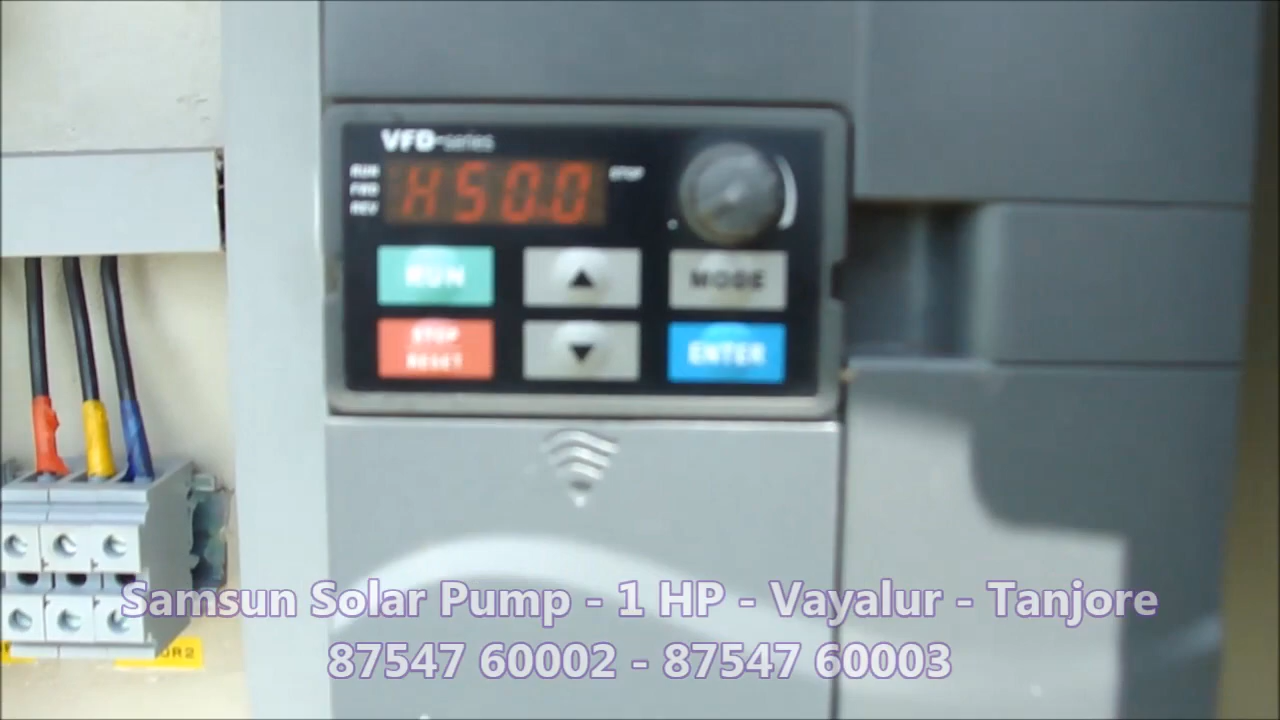 VFD-series
RUN
FWD
REV
H50.0
STOP
RUN
MODE
STOP
RESET
ENTER
Samsun Solar Pump - 1 HP - Vayalur - Tanjore
87547 60002 - 87547 60003